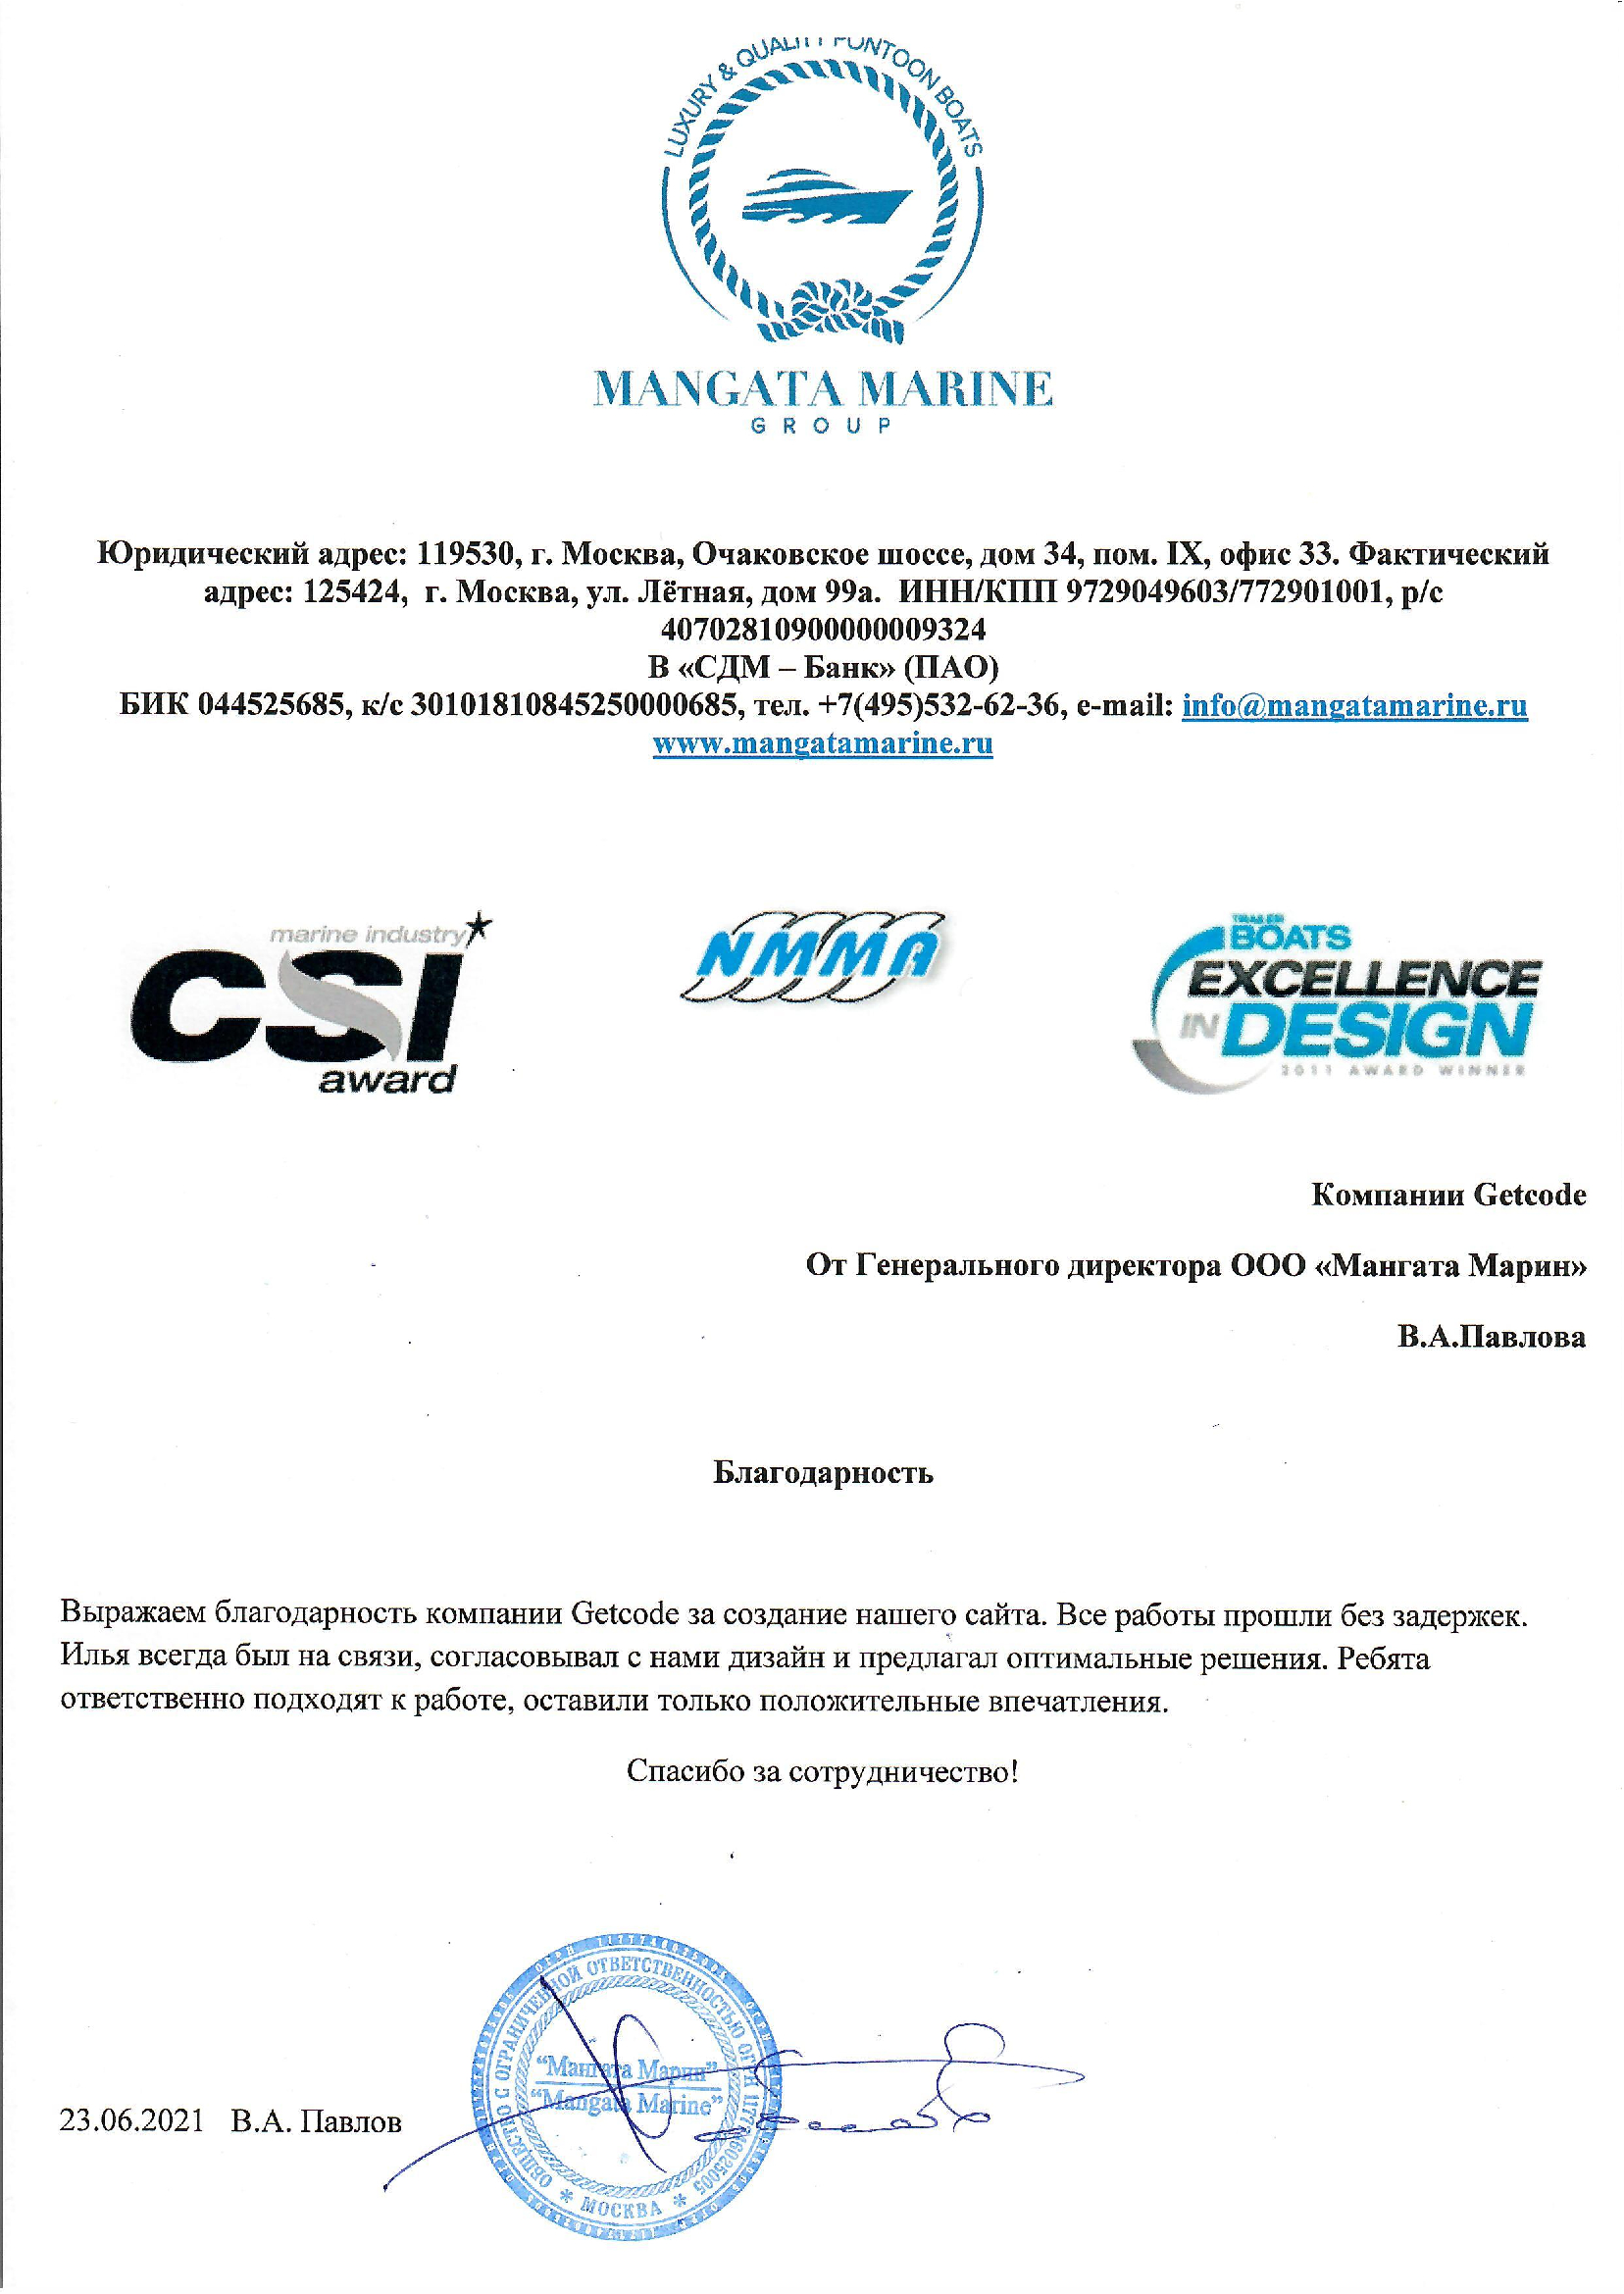 LUXURY & QUALITY PONTOON BOATS
MANGATA MARINE
GROUP
Юридический адрес: 119530, г. Москва, Очаковское шоссе, дом 34, пом. IX, офис 33. Фактический
адрес: 125424,  г. Москва, ул. Лётная, дом 99а.  ИНН/КПП 9729049603/772901001, р/с
40702810900000009324
В «СДМ – Банк» (ПАО)
БИК 044525685, к/с 30101810845250000685, тел. +7(495)532-62-36, e-mail: info@mangatamarine.ru
www.mangatamarine.ru
marine industry
CSI
award
NMMA
TRAILER
BOATS
EXCELLENCE
IN DESIGN
2011 AWARD WINNER
Компании Getcode
От Генерального директора ООО «Мангата Марин»
В.А.Павлова
Благодарность
Выражаем благодарность компании Getcode за создание нашего сайта. Все работы прошли без задержек.
Илья всегда был на связи, согласовывал с нами дизайн и предлагал оптимальные решения. Ребята
ответственно подходят к работе, оставили только положительные впечатления.
Спасибо за сотрудничество!
ОБЩЕСТВО С ОГРАНИЧЕННОЙ ОТВЕТСТВЕННОСТЬЮ ОГРН 1177746025005
"Мангата Марин"
"Mangata Marine"
* МОСКВА *
23.06.2021   В.А. Павлов